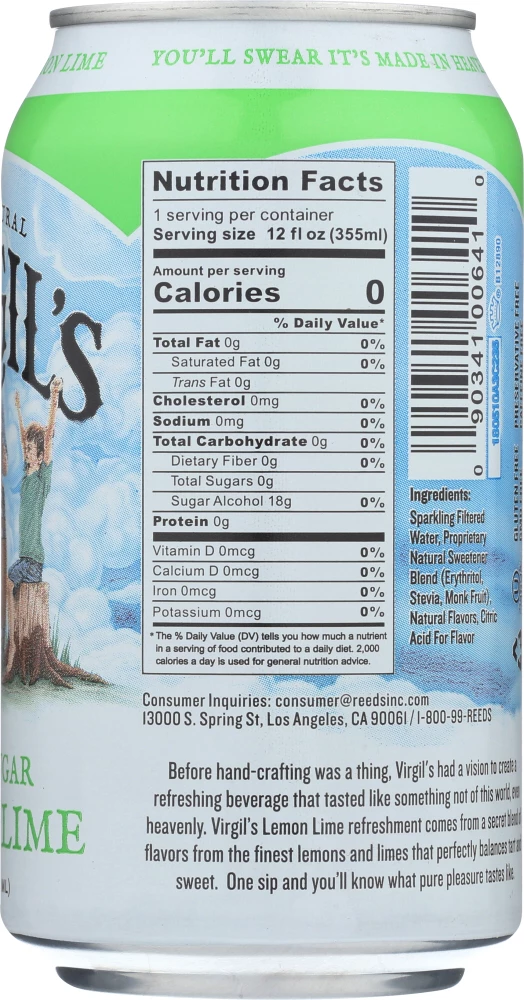 ON LIME YOU'LL SWEAR IT'S MADE IN
Nutrition Facts
1 serving per container
Serving size 12 fl oz (355ml)
Amount per serving
Calories 0
% Daily Value*
Total Fat 0g 0%
Saturated Fat 0g 0%
Trans Fat 0g
Cholesterol 0mg 0%
Sodium 0mg 0%
Total Carbohydrate 0g 0%
Dietary Fiber 0g 0%
Total Sugars 0g
Sugar Alcohol 18g 0%
Protein 0g
Vitamin D 0mcg 0%
Calcium D 0mcg 0%
Iron 0mcg 0%
Potassium 0mcg 0%
* The % Daily Value (DV) tells you how much a nutrient
in a serving of food contributed to a daily diet. 2,000
calories a day is used for general nutrition advice.
0 90341 00641 0
B12890
GLUTEN FREE PRESERVATIVE FREE
Ingredients:
Sparkling Filtered
Water, Proprietary
Natural Sweetener
Blend (Erythritol,
Stevia, Monk Fruit),
Natural Flavors, Citric
Acid For Flavor
Consumer Inquiries: consumer@reedsinc.com
13000 S. Spring St, Los Angeles, CA 90061 / 1-800-99-REEDS
URAL
GIL'S
GAR
LIME
ML)
Before hand-crafting was a thing, Virgil's had a vision to create a
refreshing beverage that tasted like something not of this world, even
heavenly. Virgil's Lemon Lime refreshment comes from a secret blend of
flavors from the finest lemons and limes that perfectly balances tart and
sweet. One sip and you'll know what pure pleasure tastes like.